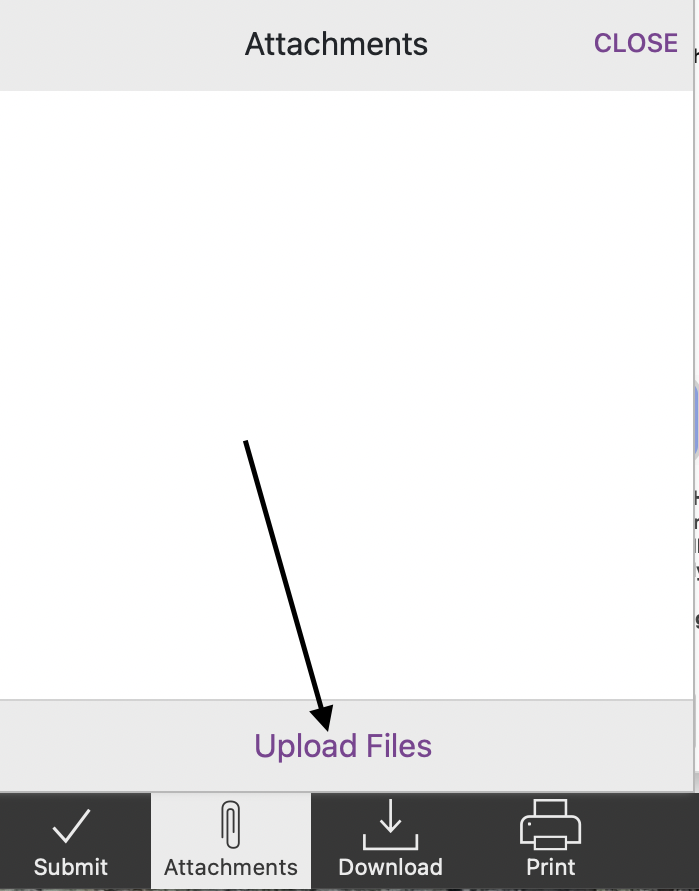 Attachments CLOSE
Upload Files
Submit Attachments Download Print